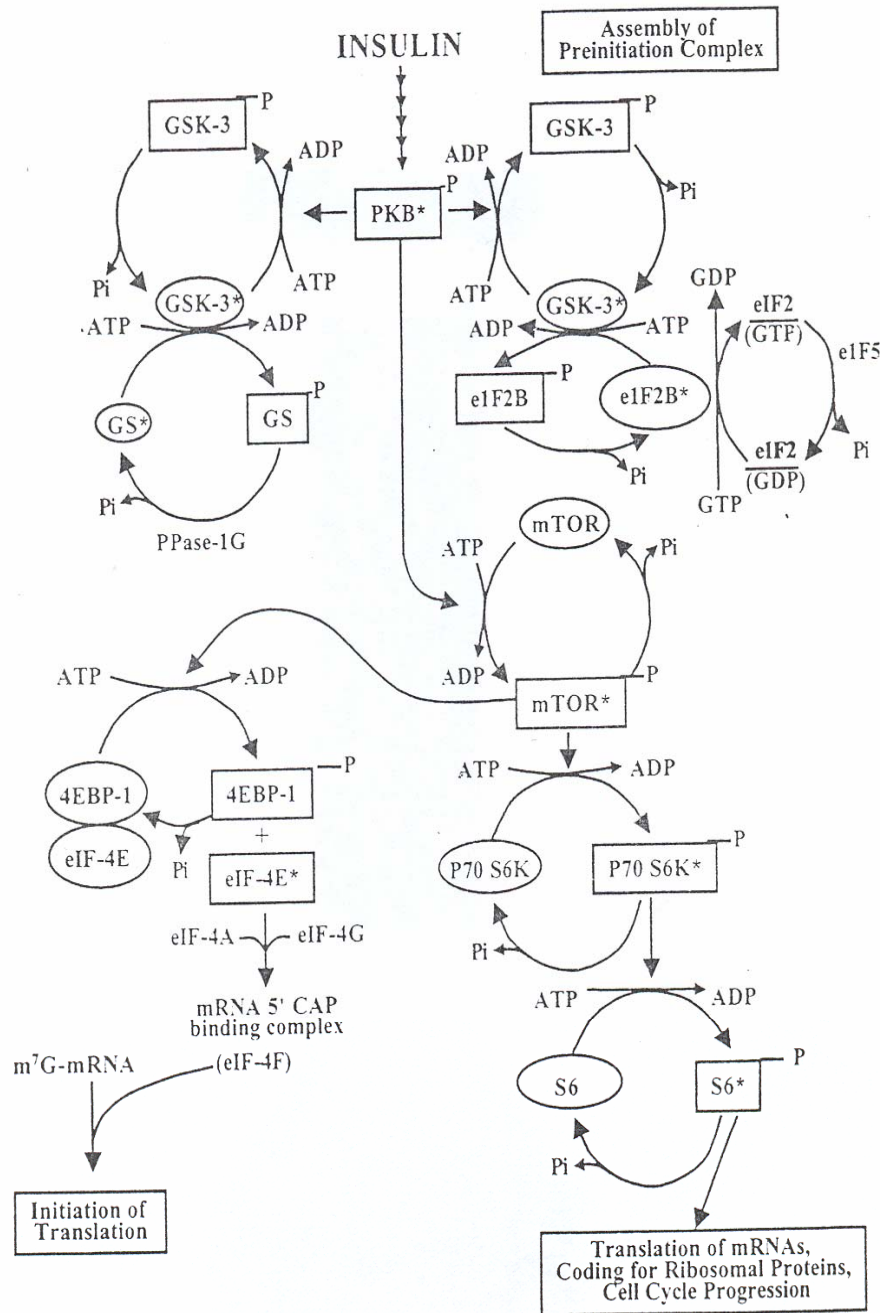 INSULIN
Assembly of
Preinitiation Complex
P
GSK-3
ADP
Pi
ATP
GSK-3*
P
PKB*
P
GSK-3
ADP
Pi
ATP
GSK-3*
ATP
ADP
GS*
P
GS
Pi
PPase-1G
ADP
ATP
P
e1F2B
e1F2B*
Pi
GDP
eIF2
(GTP)
e1F5
eIF2
(GDP)
Pi
GTP
mTOR
ATP
Pi
ADP
P
mTOR*
ATP
ADP
4EBP-1
eIF-4E
P
4EBP-1
Pi
+
eIF-4E*
eIF-4A
eIF-4G
mRNA 5' CAP
binding complex
(eIF-4F)
m⁷G-mRNA
Initiation of
Translation
ATP
ADP
P70 S6K
P
P70 S6K*
Pi
ATP
ADP
S6
P
S6*
Pi
Translation of mRNAs,
Coding for Ribosomal Proteins,
Cell Cycle Progression